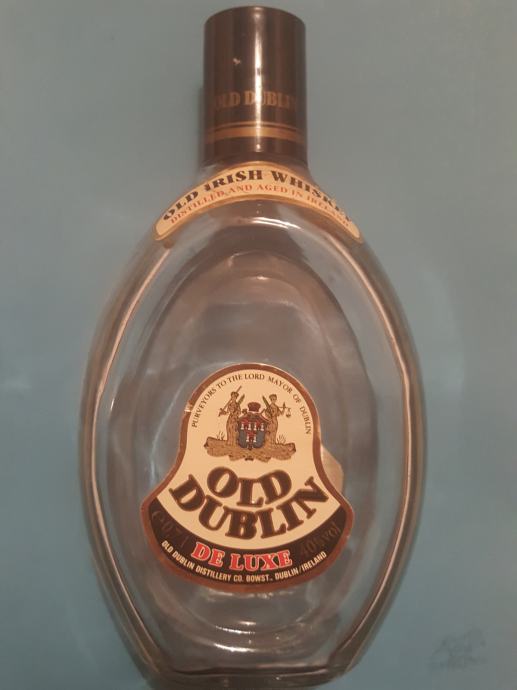 OLD DUBLIN
OLD IRISH WHISKEY
DISTILLED AND AGED IN IRELAND
PURVEYORS TO THE LORD MAYOR OF DUBLIN
OLD
DUBLIN
40%vol
DE LUXE
OLD DUBLIN DISTILLERY CO. BOWST., DUBLIN/IRELAND